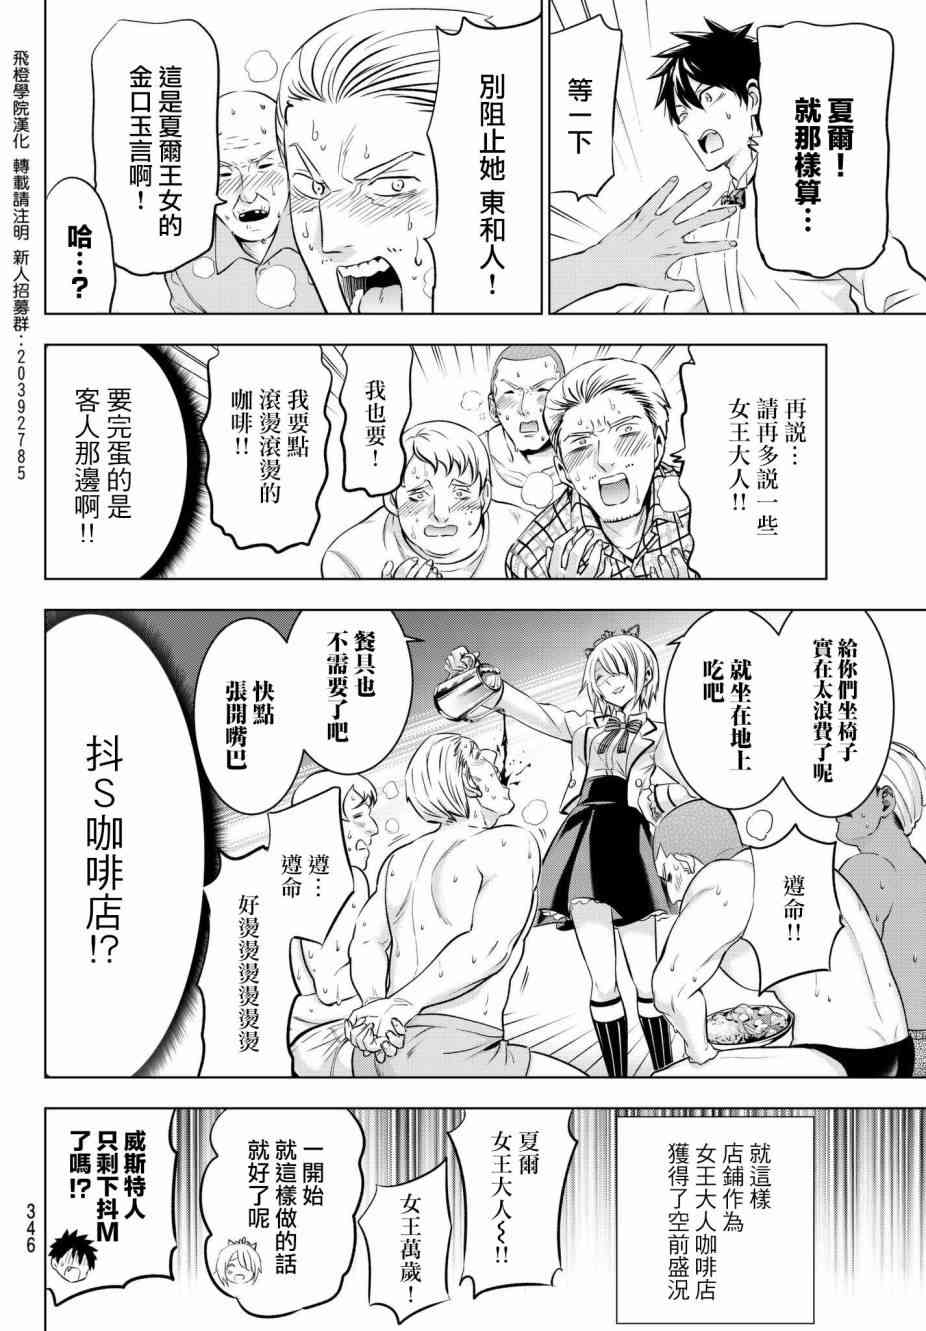 夏爾！
就那樣算…
等一下
別阻止她 東和人！
這是夏爾王女的
金口玉言啊！
哈…？
再説…
請再多説一些
女王大人!!
我也要！
我要點
滾燙滾燙的
咖啡!!
要完蛋的是
客人那邊啊!!
給你們坐椅子
實在太浪費了呢
就坐在地上
吃吧
遵命!!
餐具也
不需要了吧
快點
張開嘴巴
遵…
遵命
好燙燙燙燙燙燙
抖S咖啡店!?
就這樣
店鋪作為
女王大人咖啡店
獲得了空前盛況
夏爾
女王大人～!!
女王萬歲！
一開始
就這樣做的話
就好了呢
威斯特人
只剩下抖M
了嗎!?
346
飛橙學院漢化 轉載請注明 新人招募群：20392785